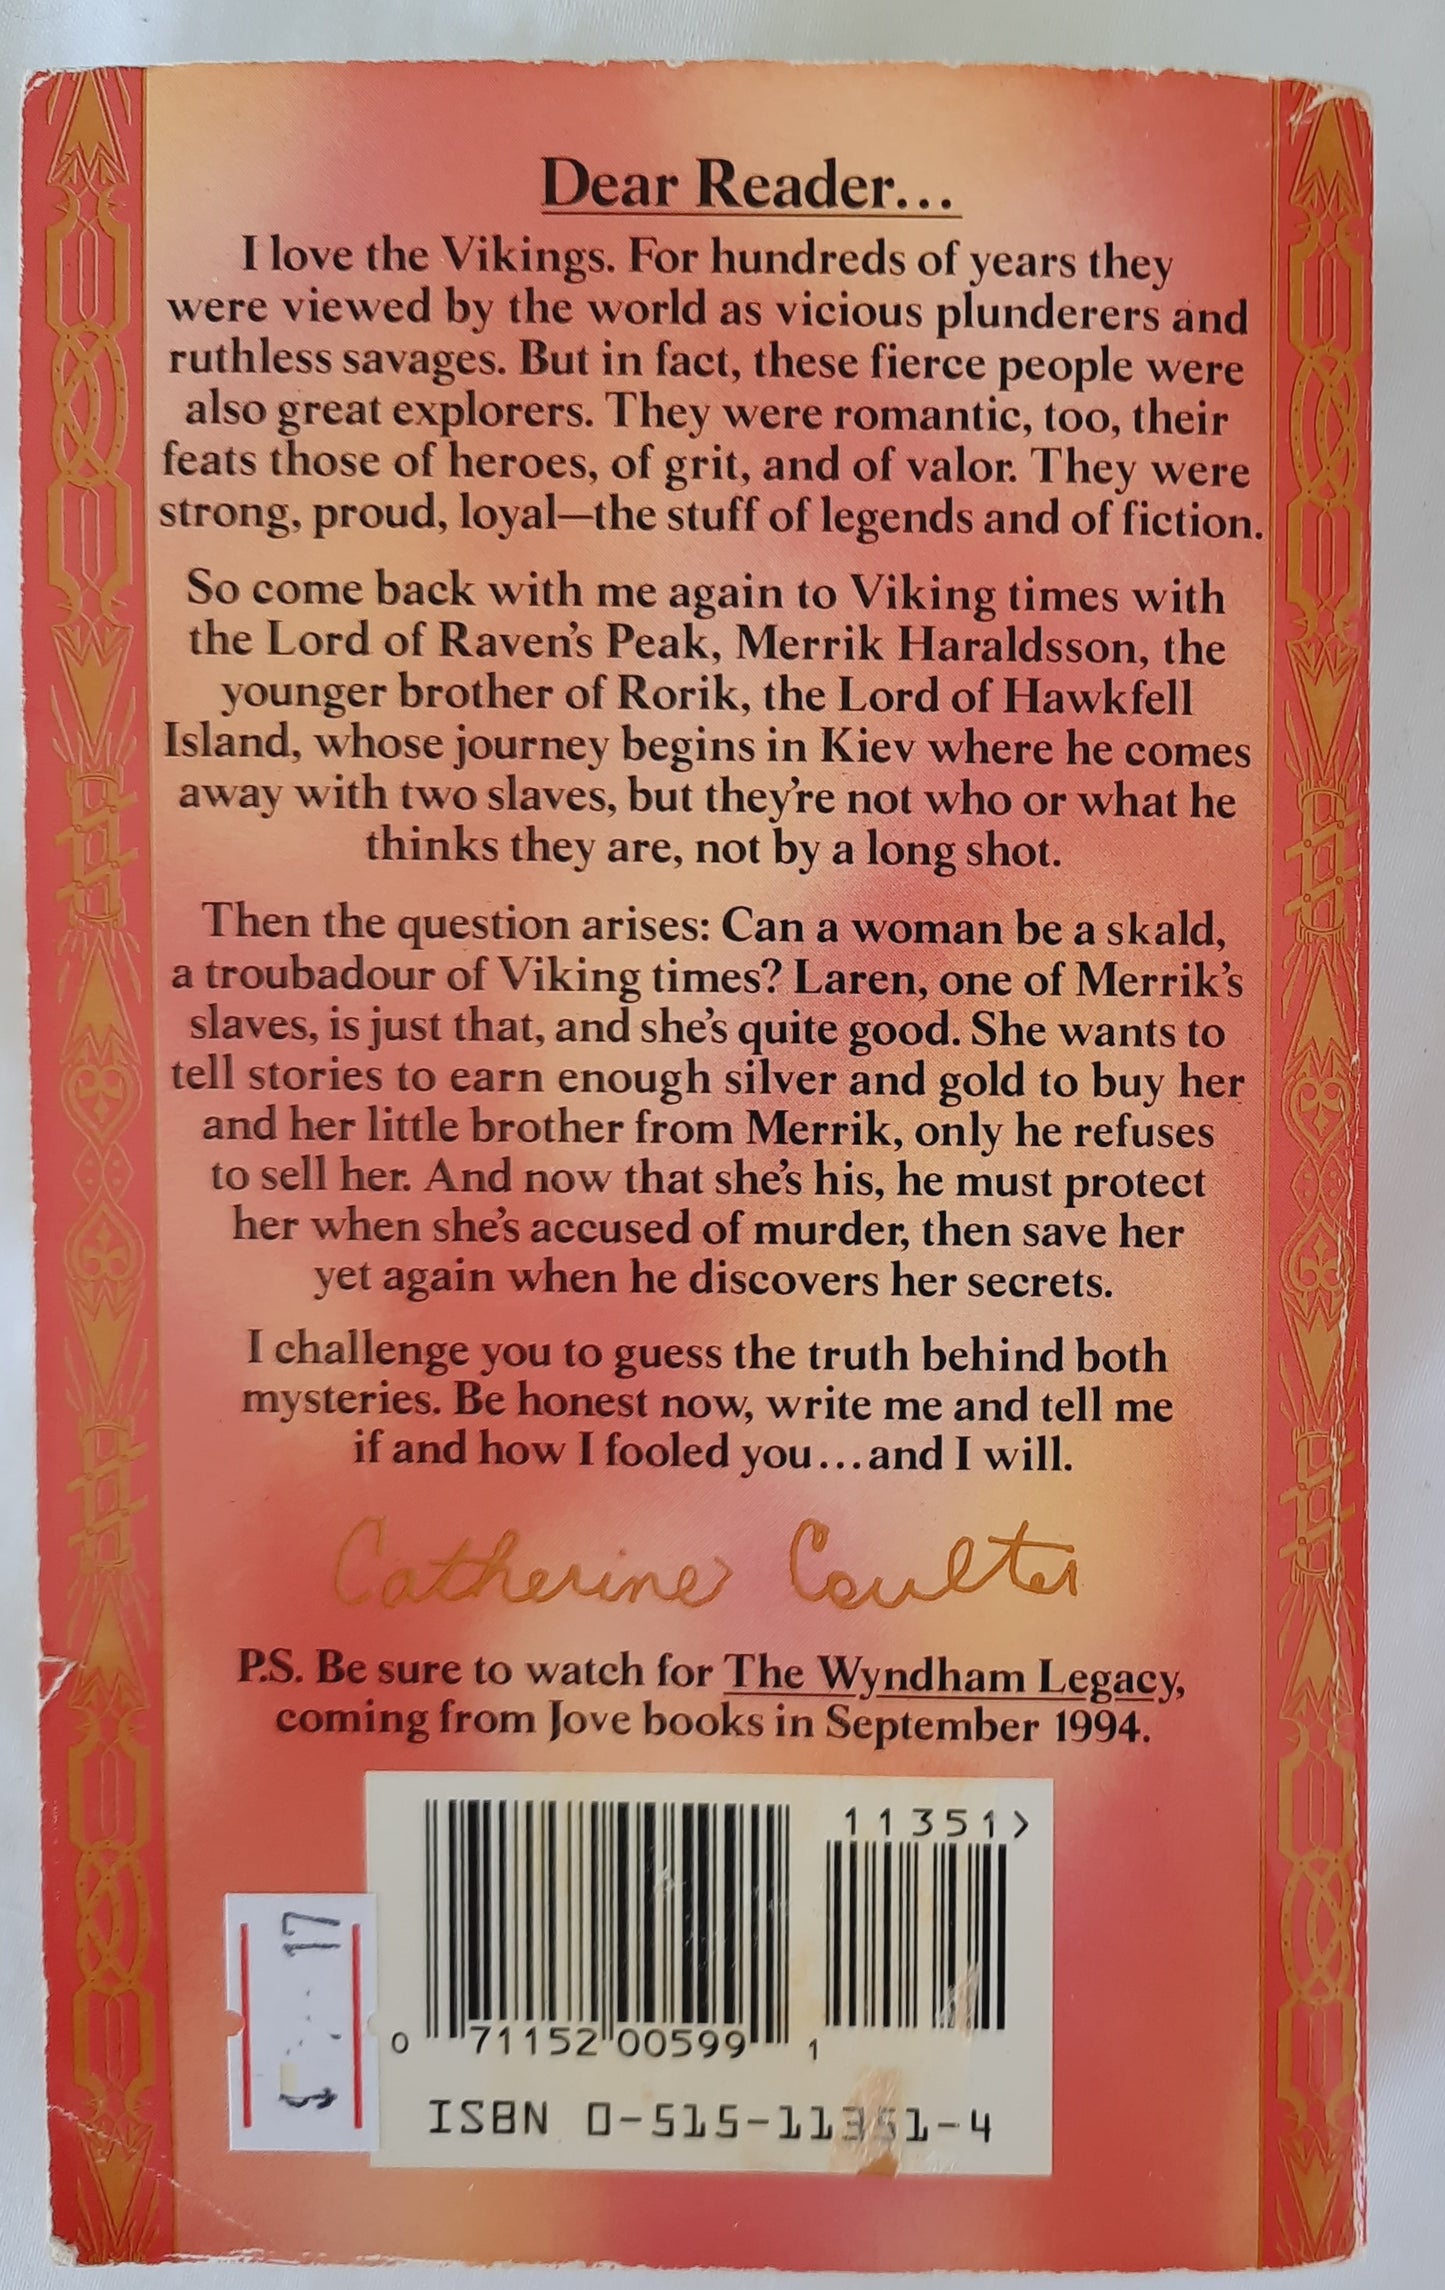 Dear Reader...
I love the Vikings. For hundreds of years they
were viewed by the world as vicious plunderers and
ruthless savages. But in fact, these fierce people were
also great explorers. They were romantic, too, their
feats those of heroes, of grit, and of valor. They were
strong, proud, loyal—the stuff of legends and of fiction.
So come back with me again to Viking times with
the Lord of Raven's Peak, Merrik Haraldsson, the
younger brother of Rorik, the Lord of Hawkfell
Island, whose journey begins in Kiev where he comes
away with two slaves, but they're not who or what he
thinks they are, not by a long shot.
Then the question arises: Can a woman be a skald,
a troubadour of Viking times? Laren, one of Merrik's
slaves, is just that, and she's quite good. She wants to
tell stories to earn enough silver and gold to buy her
and her little brother from Merrik, only he refuses
to sell her. And now that she's his, he must protect
her when she's accused of murder, then save her
yet again when he discovers her secrets.
I challenge you to guess the truth behind both
mysteries. Be honest now, write me and tell me
if and how I fooled you...and I will.
Catherine Coulter
P.S. Be sure to watch for The Wyndham Legacy,
coming from Jove books in September 1994.
11351>
0 71152 00599 1
ISBN 0-515-11351-4